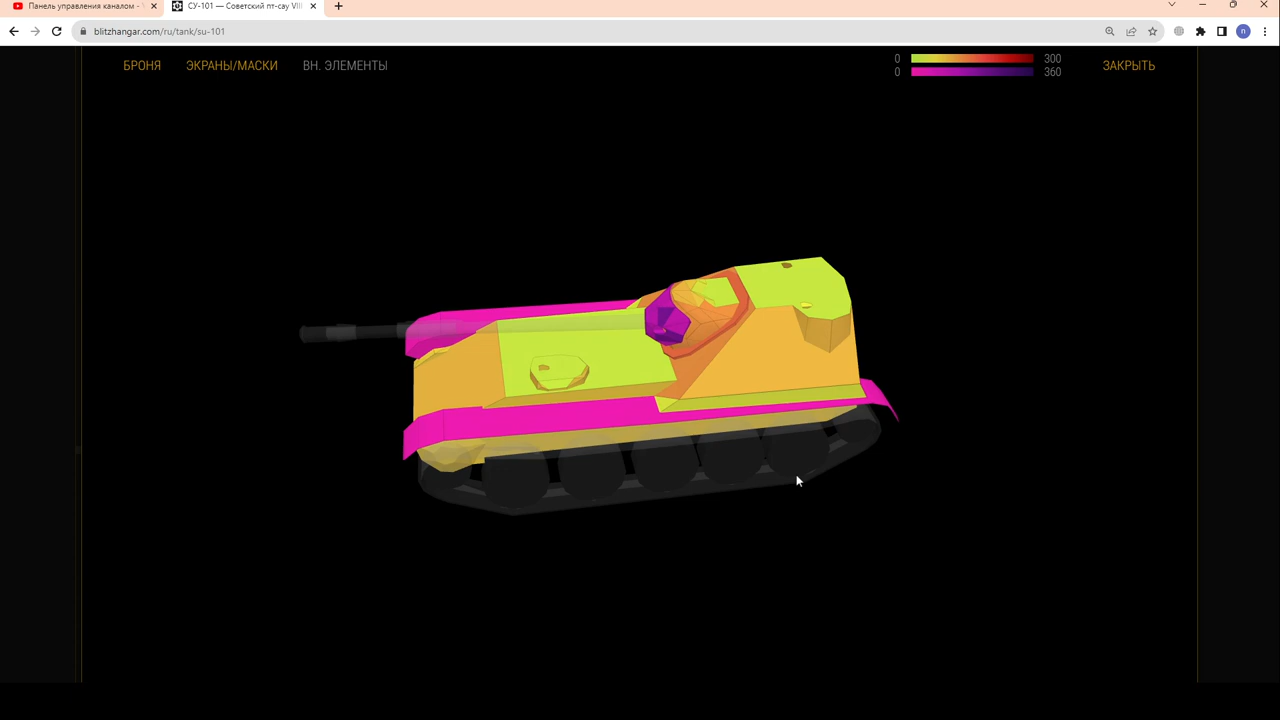 Панель управления каналом -
СУ-101 — Советский пт-сау VIII
blitzhangar.com/ru/tank/su-101
n
БРОНЯ ЭКРАНЫ/МАСКИ ВН. ЭЛЕМЕНТЫ
0 300
0 360
ЗАКРЫТЬ